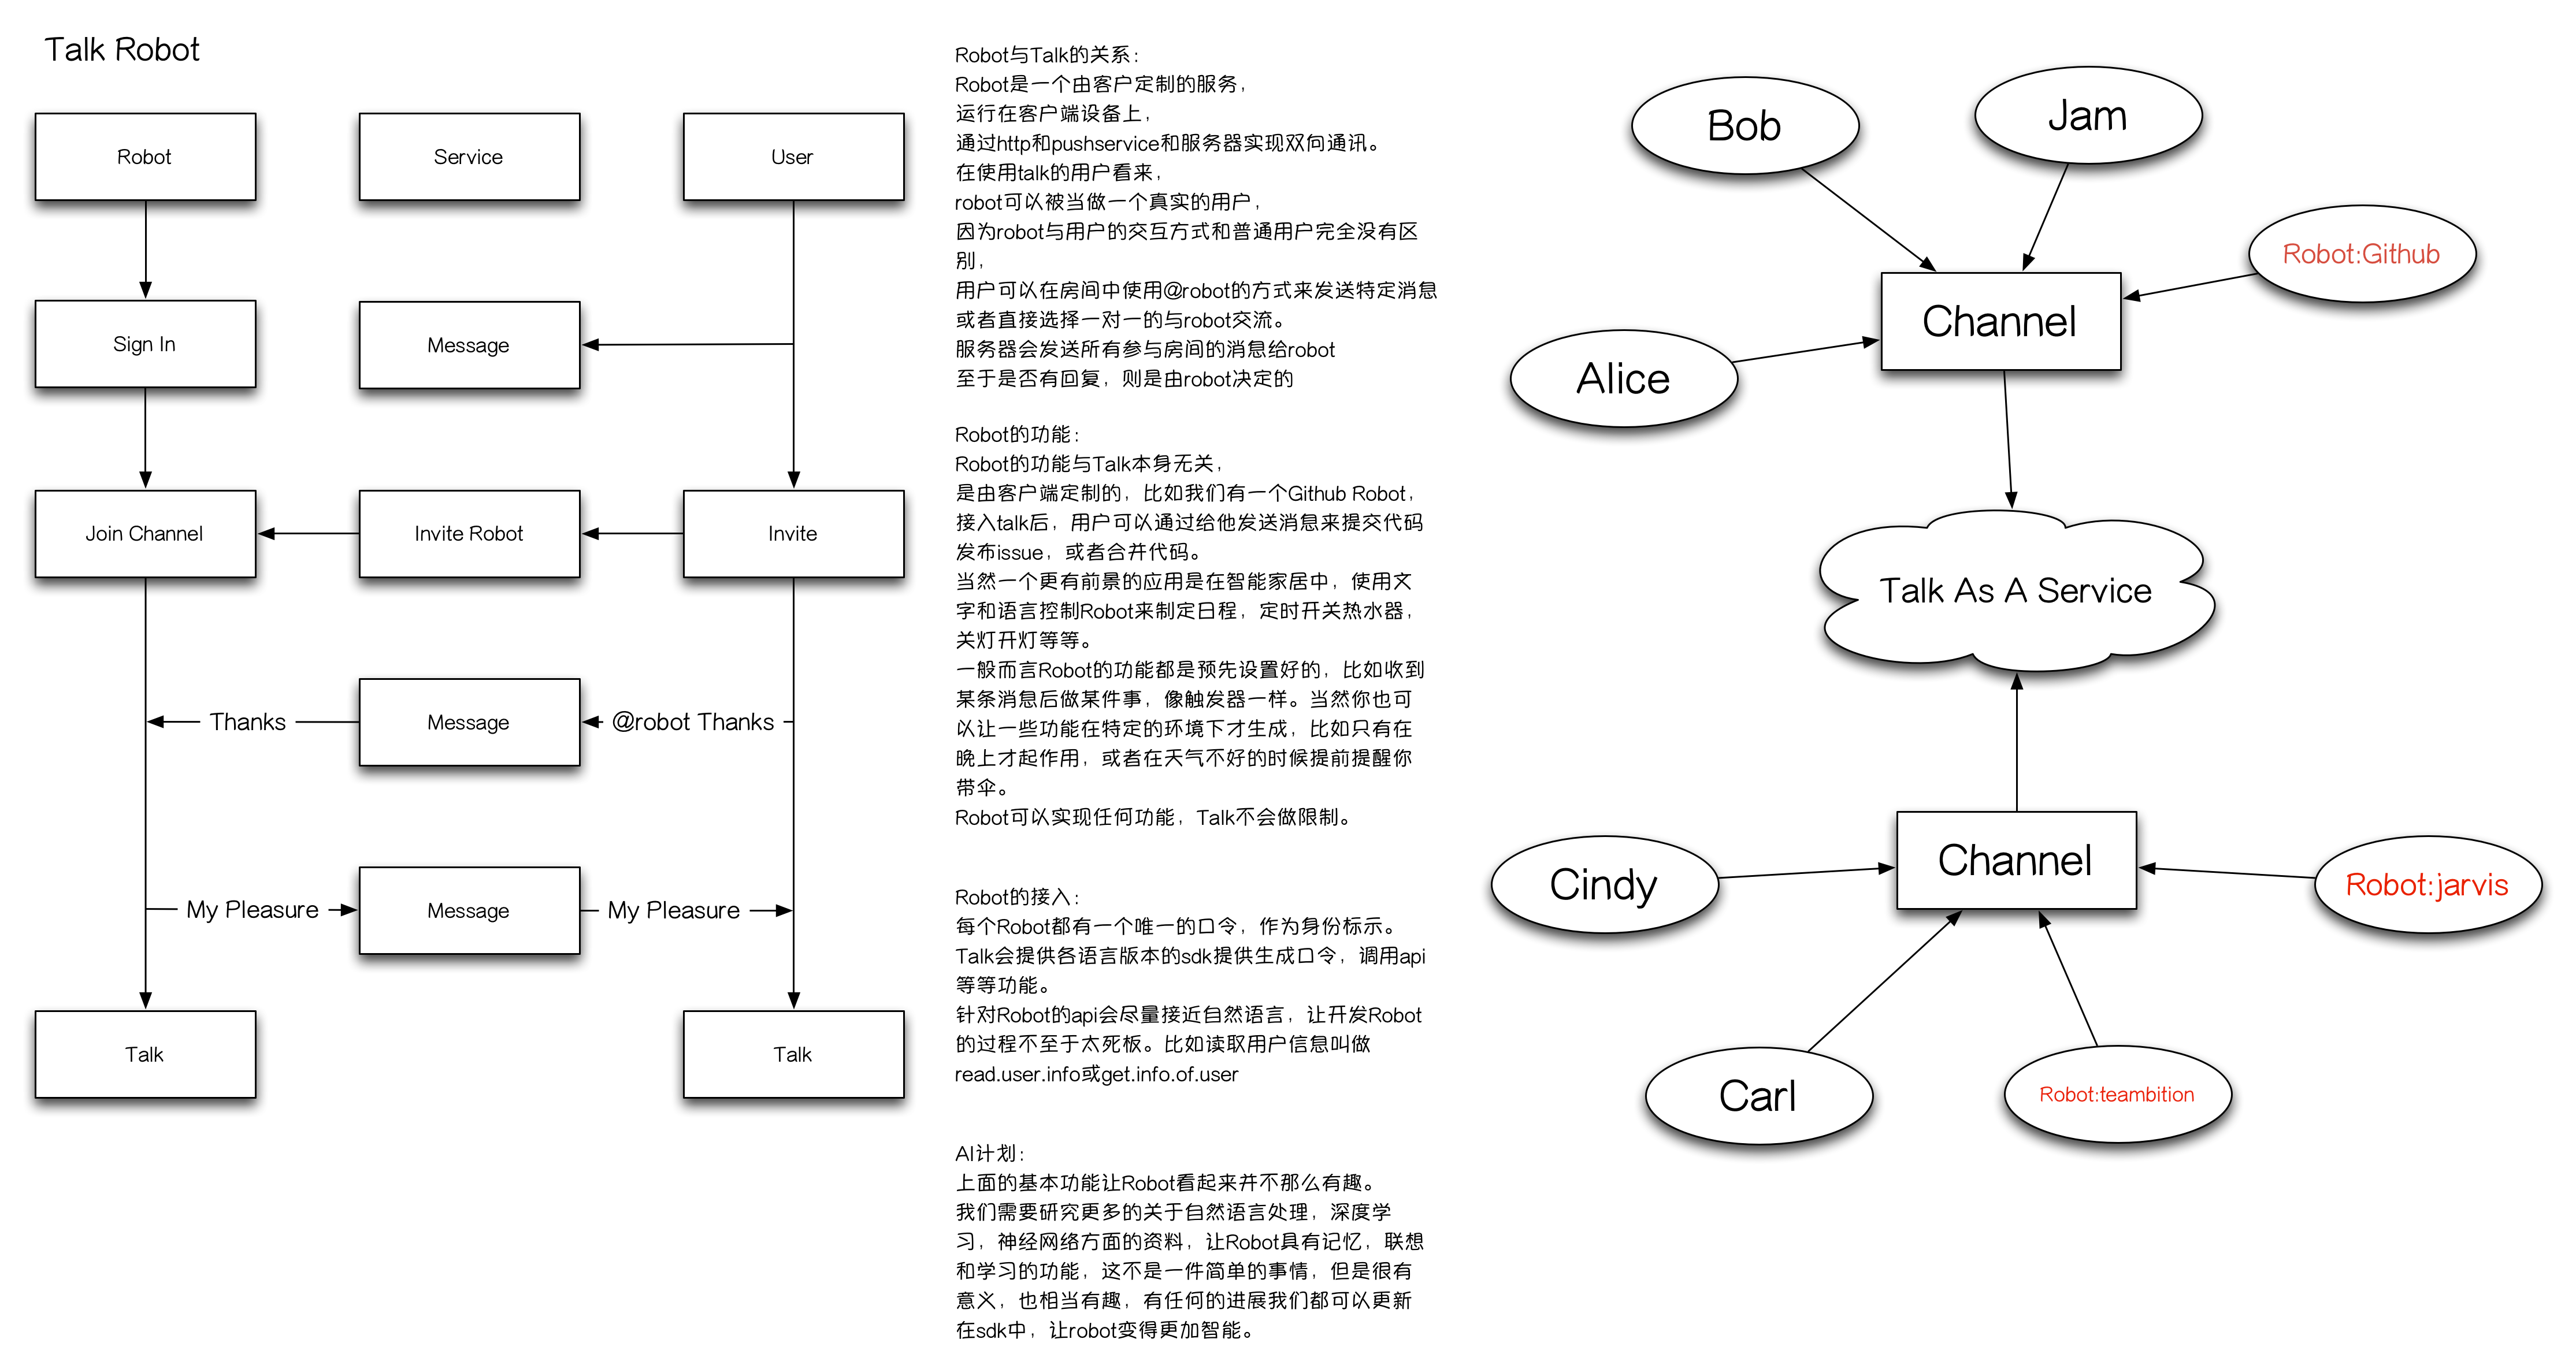 Talk Robot
Robot
Service
User
Sign In
Message
Join Channel
Invite Robot
Invite
Thanks
Message
@robot Thanks
My Pleasure
Message
My Pleasure
Talk
Talk
Robot与Talk的关系：
Robot是一个由客户定制的服务，
运行在客户端设备上，
通过http和pushservice和服务器实现双向通讯。
在使用talk的用户看来，
robot可以被当做一个真实的用户，
因为robot与用户的交互方式和普通用户完全没有区
别，
用户可以在房间中使用@robot的方式来发送特定消息
或者直接选择一对一的与robot交流。
服务器会发送所有参与房间的消息给robot
至于是否有回复，则是由robot决定的
Robot的功能：
Robot的功能与Talk本身无关，
是由客户端定制的，比如我们有一个Github Robot，
接入talk后，用户可以通过给他发送消息来提交代码
发布issue，或者合并代码。
当然一个更有前景的应用是在智能家居中，使用文
字和语言控制Robot来制定日程，定时开关热水器，
关灯开灯等等。
一般而言Robot的功能都是预先设置好的，比如收到
某条消息后做某件事，像触发器一样。当然你也可
以让一些功能在特定的环境下才生成，比如只有在
晚上才起作用，或者在天气不好的时候提前提醒你
带伞。
Robot可以实现任何功能，Talk不会做限制。
Robot的接入：
每个Robot都有一个唯一的口令，作为身份标示。
Talk会提供各语言版本的sdk提供生成口令，调用api
等等功能。
针对Robot的api会尽量接近自然语言，让开发Robot
的过程不至于太死板。比如读取用户信息叫做
read.user.info或get.info.of.user
AI计划：
上面的基本功能让Robot看起来并不那么有趣。
我们需要研究更多的关于自然语言处理，深度学
习，神经网络方面的资料，让Robot具有记忆，联想
和学习的功能，这不是一件简单的事情，但是很有
意义，也相当有趣，有任何的进展我们都可以更新
在sdk中，让robot变得更加智能。
Bob
Jam
Robot:Github
Channel
Alice
Talk As A Service
Channel
Cindy
Robot:jarvis
Carl
Robot:teambition